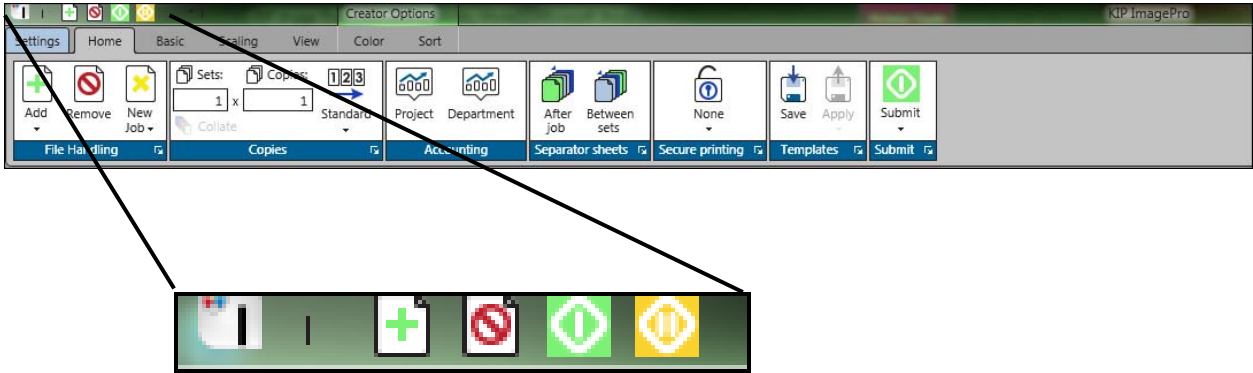 Creator Options KIP ImagePro
Settings Home Basic Scaling View Color Sort
Sets: Copies: 123
1 x 1
Add Remove New Job Collate Standard Project Department After job Between sets None Save Apply Submit
File Handling Copies Accounting Separator sheets Secure printing Templates Submit